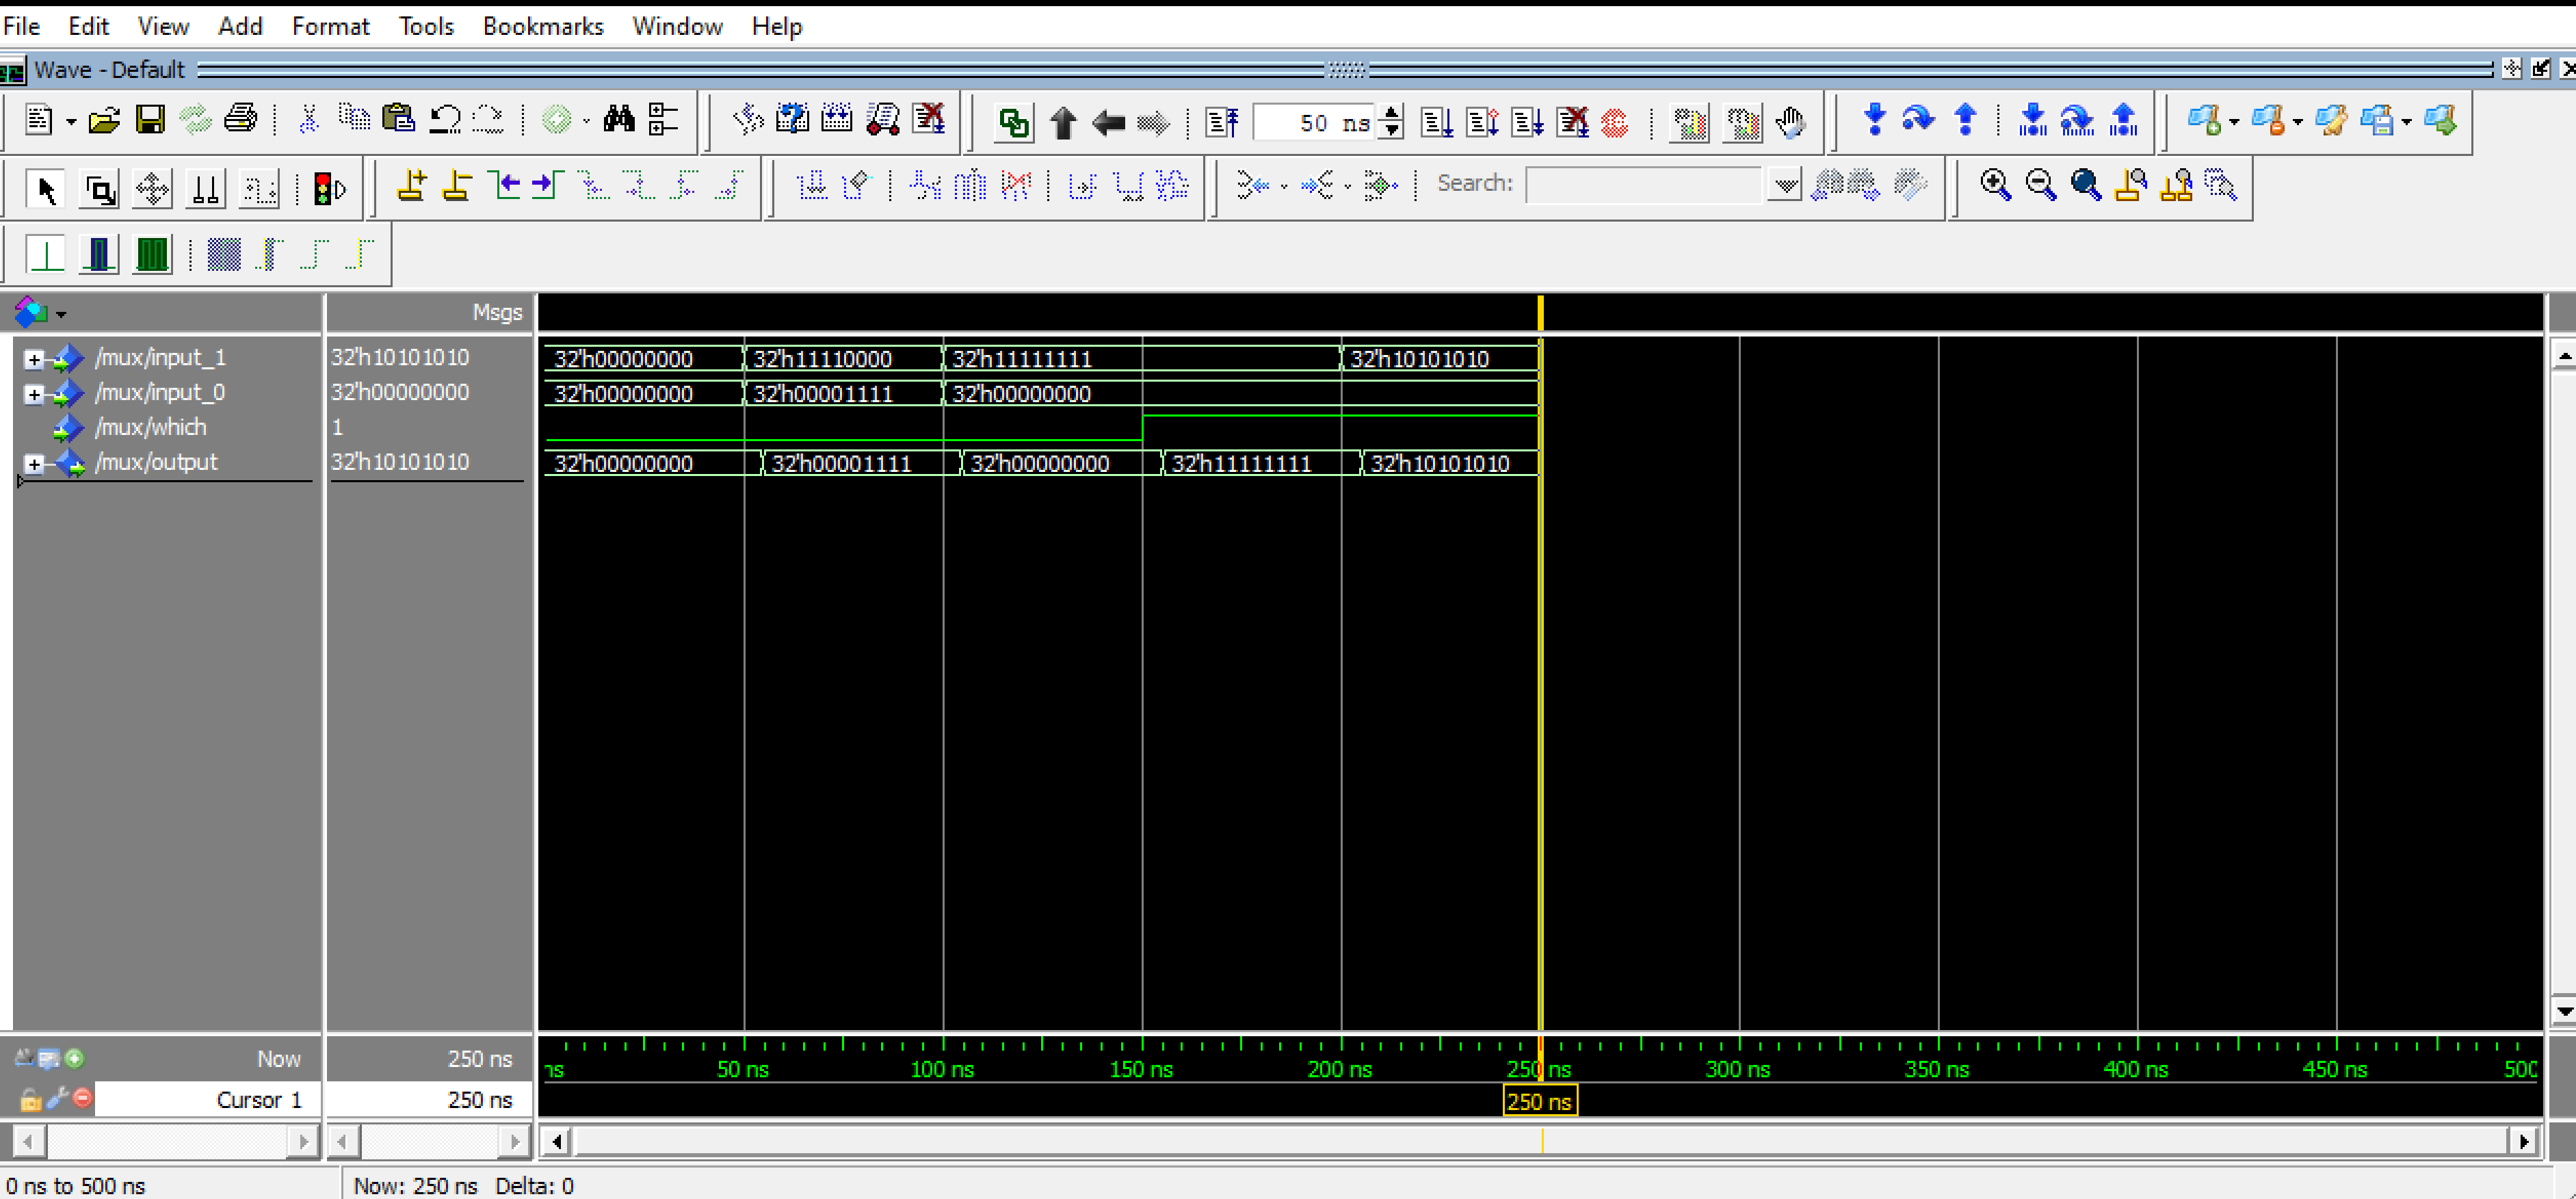 File Edit View Add Format Tools Bookmarks Window Help
Wave - Default
50 ns
Search:
Msgs
/mux/input_1 32'h10101010 32'h00000000 32'h11110000 32'h11111111 32'h10101010
/mux/input_0 32'h00000000 32'h00000000 32'h00001111 32'h00000000
/mux/which 1
/mux/output 32'h10101010 32'h00000000 32'h00001111 32'h00000000 32'h11111111 32'h10101010
Now 250 ns ns 50 ns 100 ns 150 ns 200 ns 250 ns 300 ns 350 ns 400 ns 450 ns 500
Cursor 1 250 ns 250 ns
0 ns to 500 ns Now: 250 ns Delta: 0